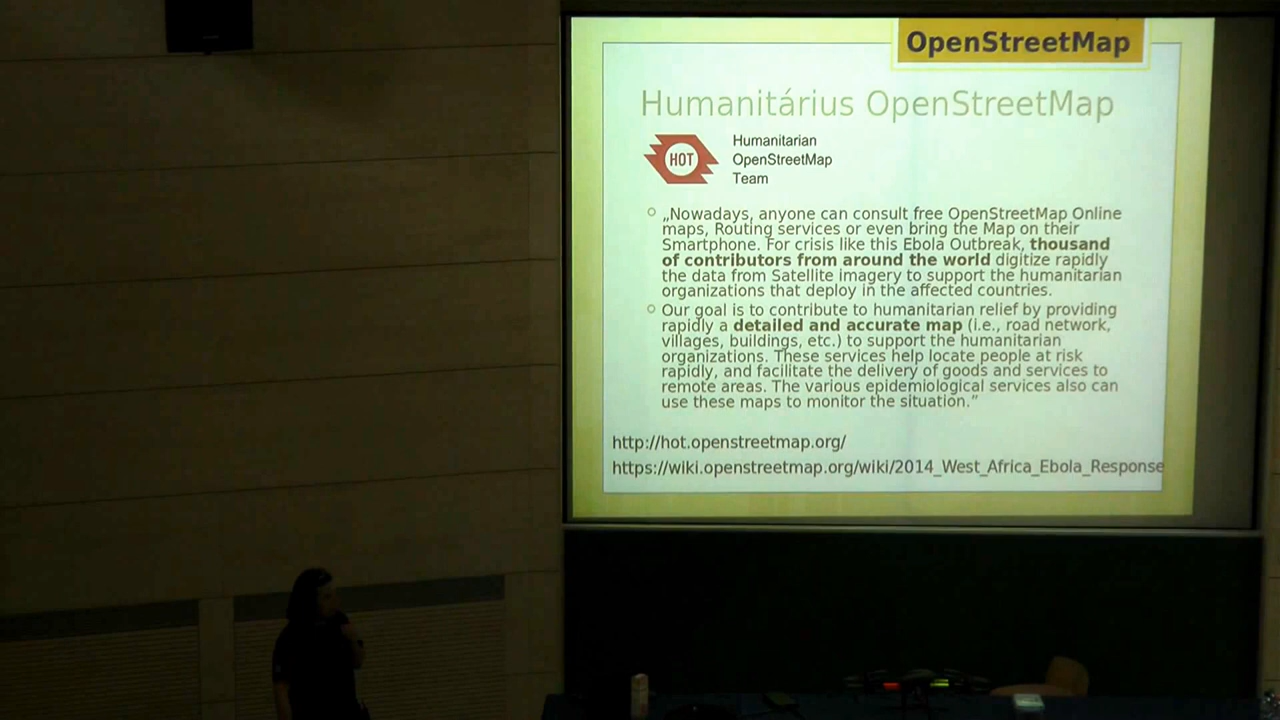 OpenStreetMap
Humanitárius OpenStreetMap
HOT
Humanitarian
OpenStreetMap
Team
„Nowadays, anyone can consult free OpenStreetMap Online
maps, Routing services or even bring the Map on their
Smartphone. For crisis like this Ebola Outbreak, thousand
of contributors from around the world digitize rapidly
the data from Satellite imagery to support the humanitarian
organizations that deploy in the affected countries.
Our goal is to contribute to humanitarian relief by providing
rapidly a detailed and accurate map (i.e., road network,
villages, buildings, etc.) to support the humanitarian
organizations. These services help locate people at risk
rapidly, and facilitate the delivery of goods and services to
remote areas. The various epidemiological services also can
use these maps to monitor the situation.”
http://hot.openstreetmap.org/
https://wiki.openstreetmap.org/wiki/2014_West_Africa_Ebola_Response